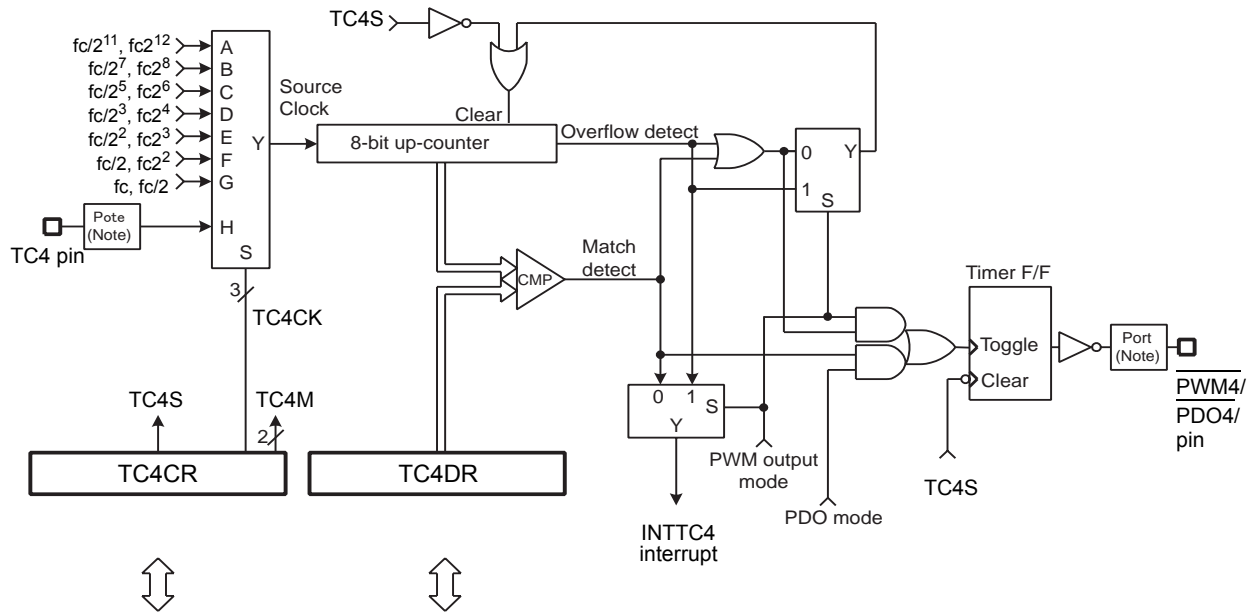 TC4S
fc/2¹¹, fc2¹²
fc/2⁷, fc2⁸
fc/2⁵, fc2⁶
fc/2³, fc2⁴
fc/2², fc2³
fc/2, fc2²
fc, fc/2
A
B
C
D
E
F
G
H
Y
S
Pote
(Note)
TC4 pin
Source
Clock
Clear
8-bit up-counter
Overflow detect
0
1
Y
S
CMP
Match
detect
3
TC4CK
TC4S
TC4M
2
TC4CR
TC4DR
0
1
S
Y
PWM output
mode
PDO mode
INTTC4
interrupt
Timer F/F
Toggle
Clear
TC4S
Port
(Note)
PWM4/
PDO4/
pin